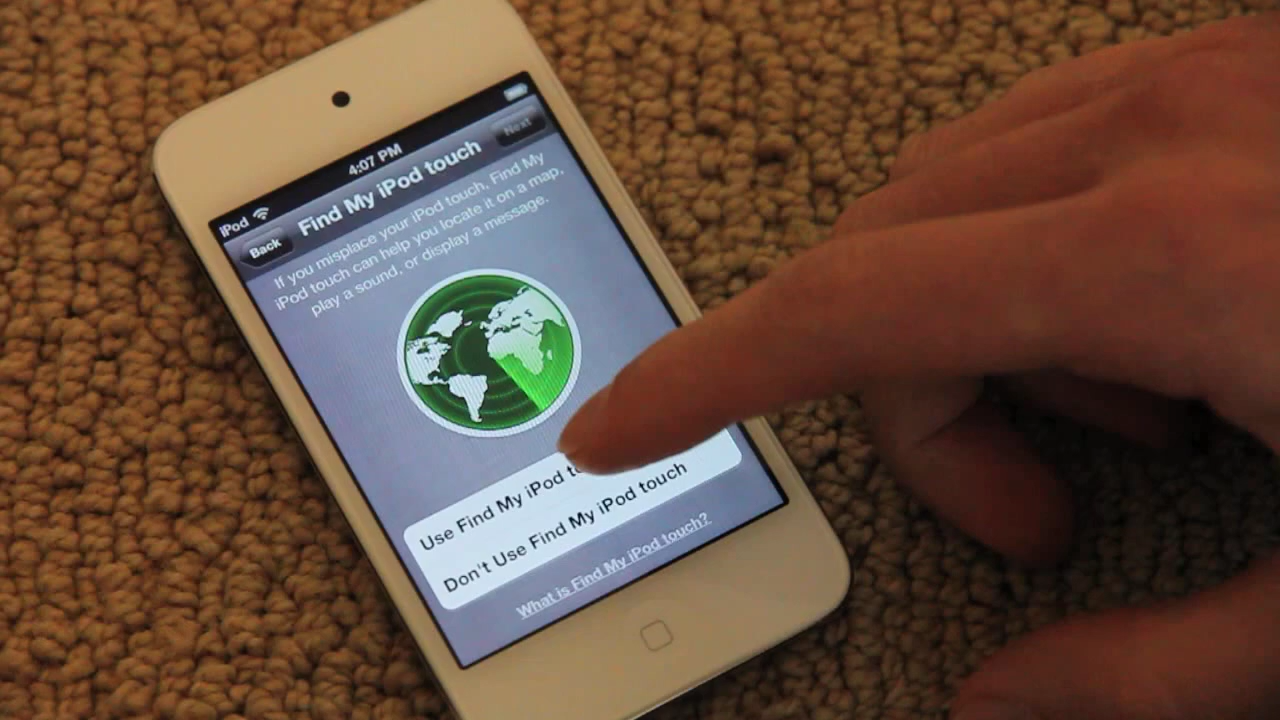 iPod 4:07 PM
Back Find My iPod touch Next
If you misplace your iPod touch, Find My
iPod touch can help you locate it on a map,
play a sound, or display a message.
Use Find My iPod
Don't Use Find My iPod touch
What is Find My iPod touch?